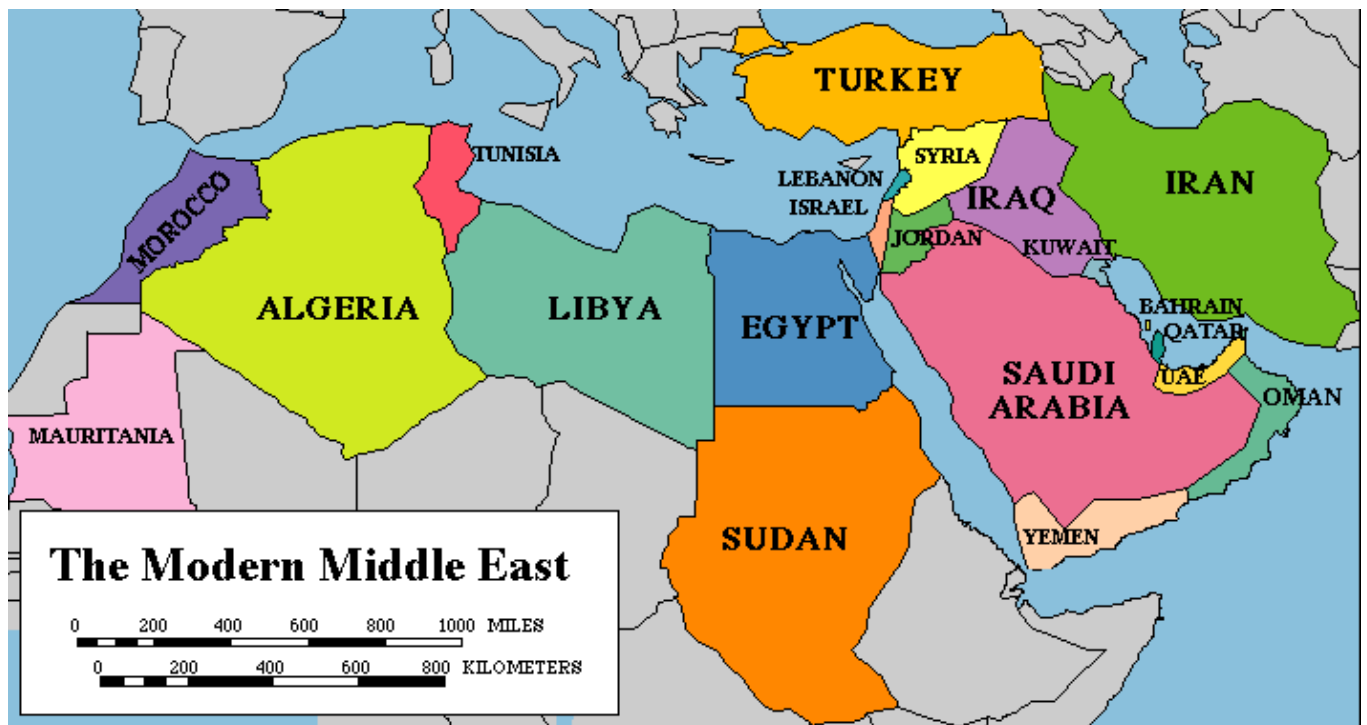 TURKEY
TUNISIA
SYRIA
LEBANON
IRAN
MOROCCO
ISRAEL
IRAQ
JORDAN
KUWAIT
ALGERIA
LIBYA
EGYPT
BAHRAIN
QATAR
SAUDI
ARABIA
UAE
OMAN
MAURITANIA
SUDAN
YEMEN
The Modern Middle East
0 200 400 600 800 1000 MILES
0 200 400 600 800 KILOMETERS